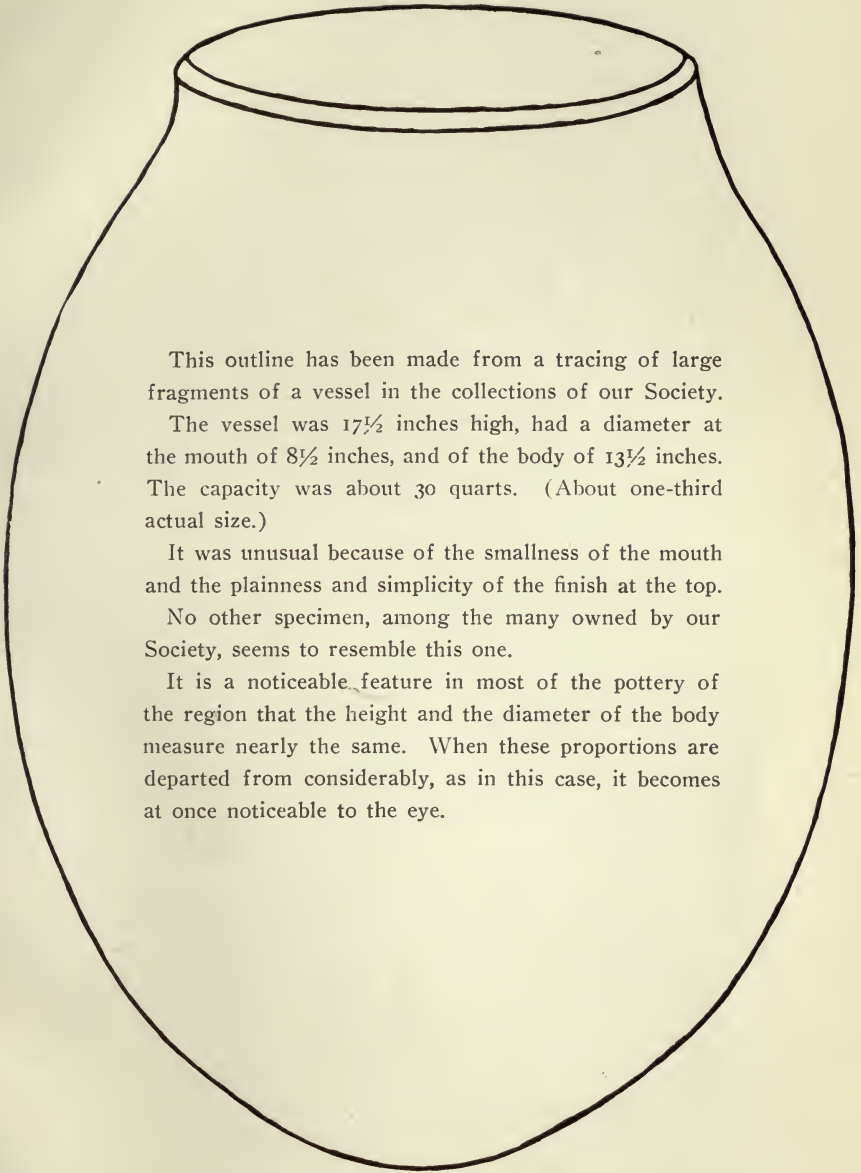 This outline has been made from a tracing of large
fragments of a vessel in the collections of our Society.
The vessel was 17½ inches high, had a diameter at
the mouth of 8½ inches, and of the body of 13½ inches.
The capacity was about 30 quarts. (About one-third
actual size.)
It was unusual because of the smallness of the mouth
and the plainness and simplicity of the finish at the top.
No other specimen, among the many owned by our
Society, seems to resemble this one.
It is a noticeable feature in most of the pottery of
the region that the height and the diameter of the body
measure nearly the same. When these proportions are
departed from considerably, as in this case, it becomes
at once noticeable to the eye.